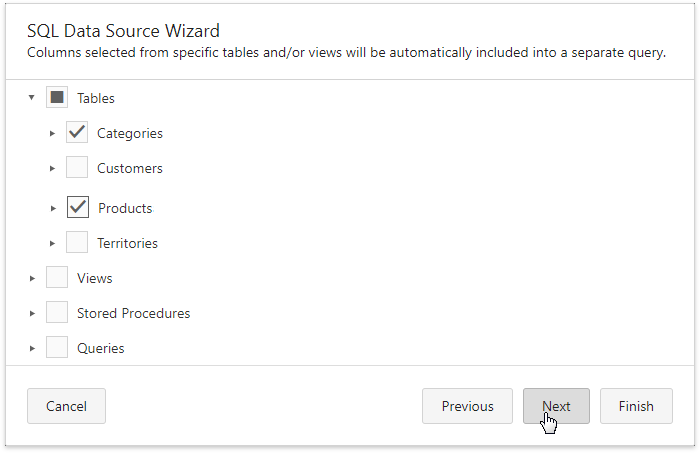 SQL Data Source Wizard
Columns selected from specific tables and/or views will be automatically included into a separate query.
Tables
Categories
Customers
Products
Territories
Views
Stored Procedures
Queries
Cancel Previous Next Finish